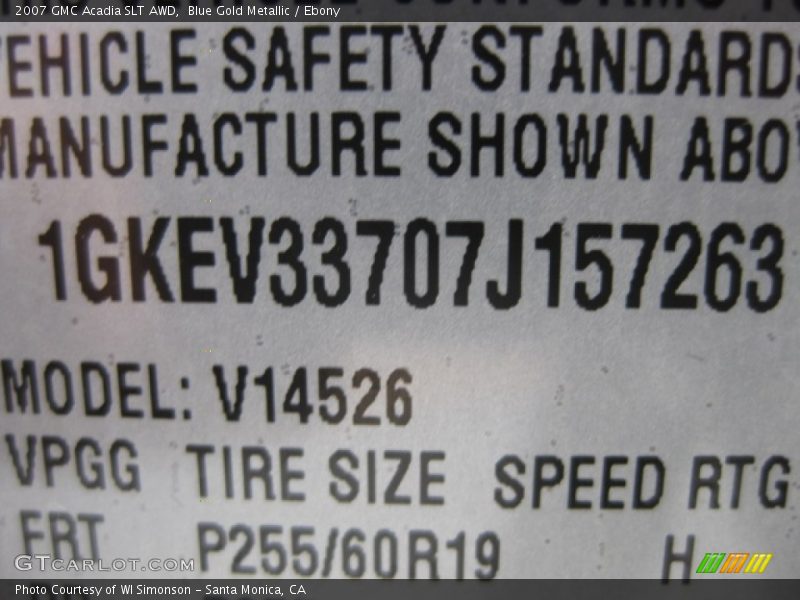 2007 GMC Acadia SLT AWD,  Blue Gold Metallic / Ebony
EHICLE SAFETY STANDARDS
MANUFACTURE SHOWN ABO
1GKEV33707J157263
MODEL: V14526
VPGG TIRE SIZE SPEED RTG
FRT P255/60R19 H
GTCarLot.com
Photo Courtesy of WI Simonson – Santa Monica, CA